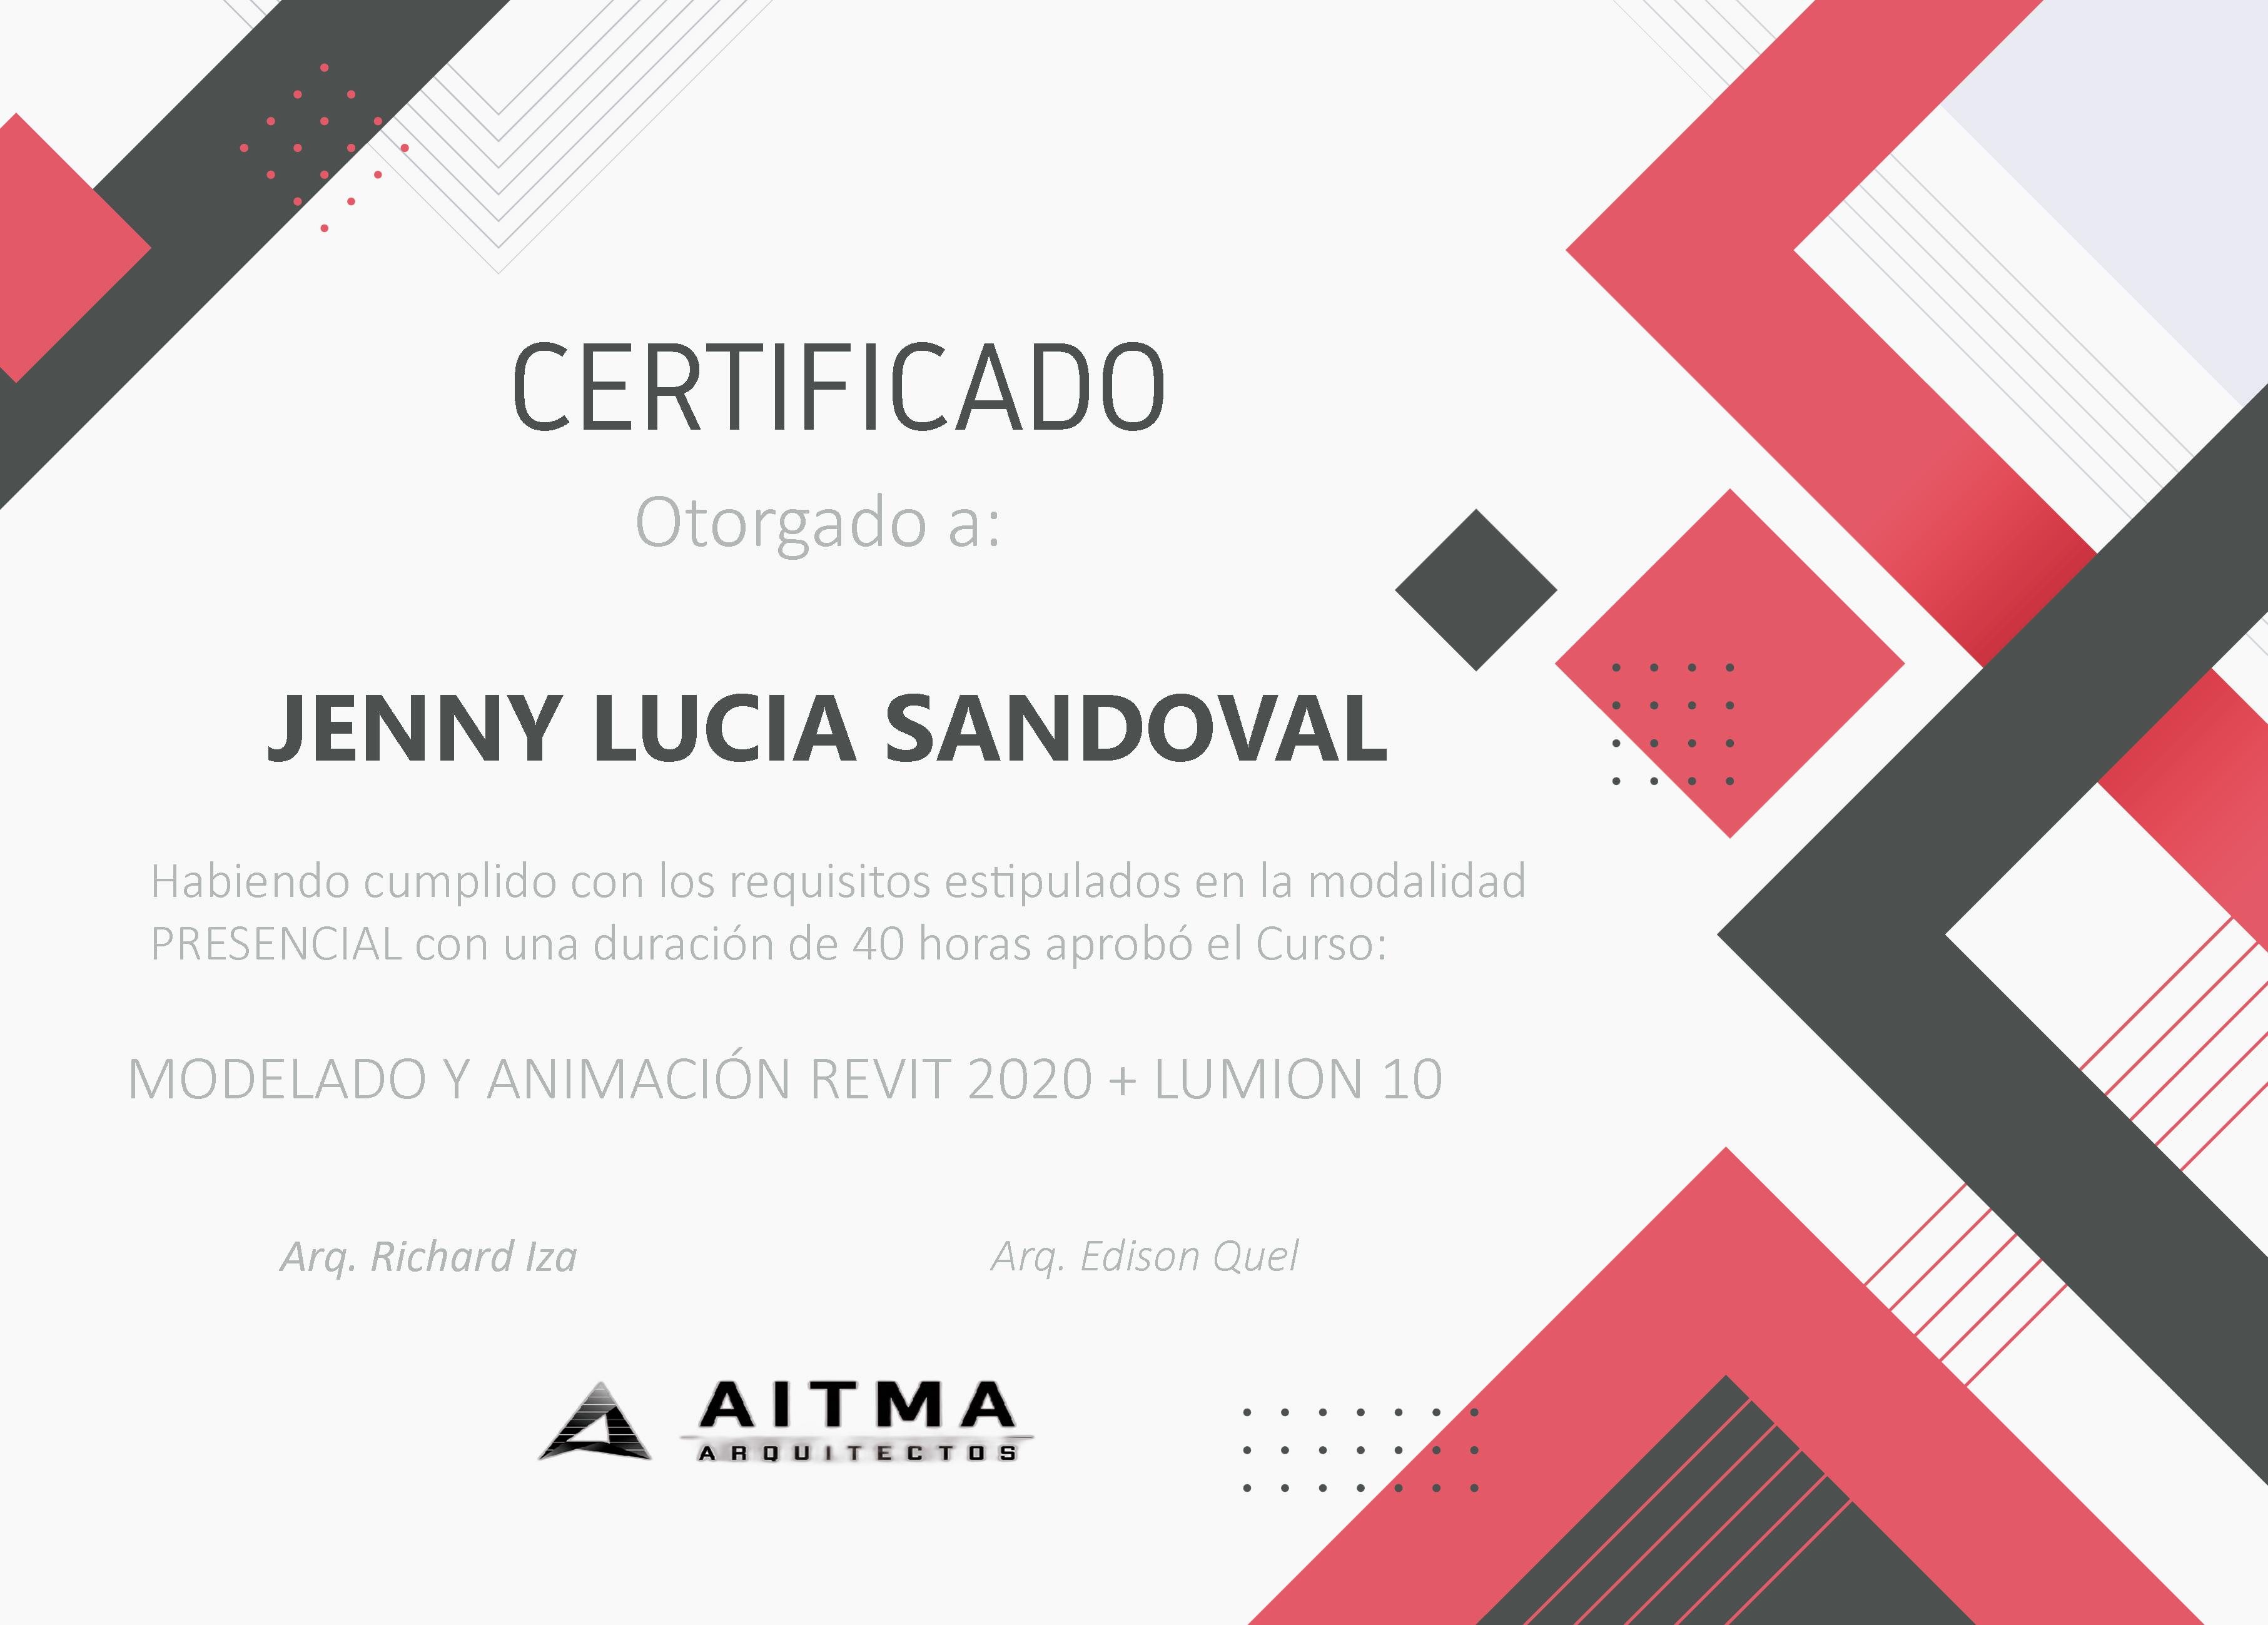 CERTIFICADO
Otorgado a:
JENNY LUCIA SANDOVAL
Habiendo cumplido con los requisitos estipulados en la modalidad
PRESENCIAL con una duración de 40 horas aprobó el Curso:
MODELADO Y ANIMACIÓN REVIT 2020 + LUMION 10
Arq. Richard Iza
Arq. Edison Quel
AITMA
ARQUITECTOS